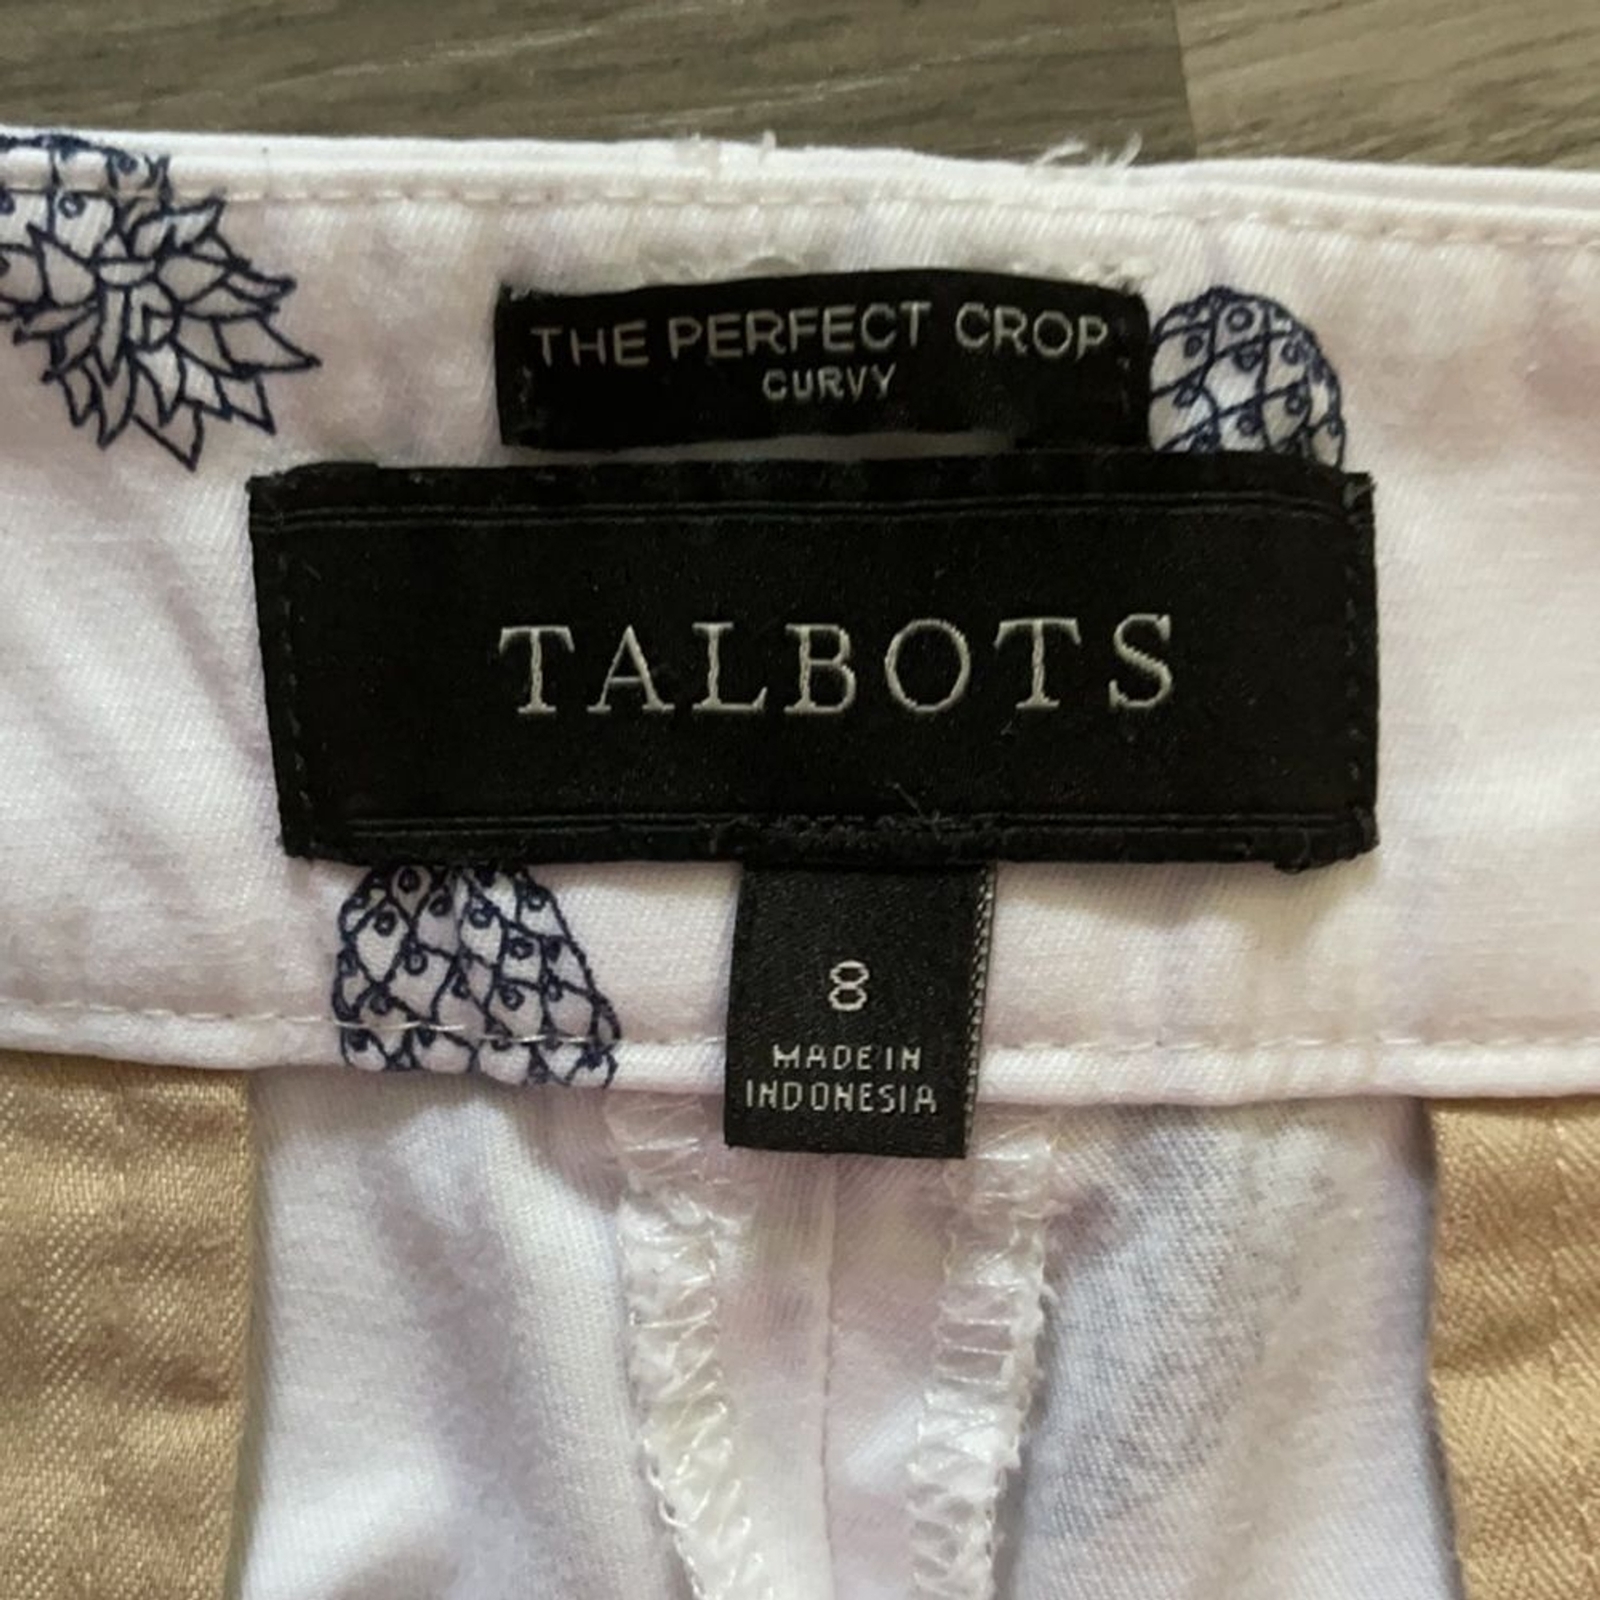 THE PERFECT CROP
CURVY
TALBOTS
8
MADE IN
INDONESIA